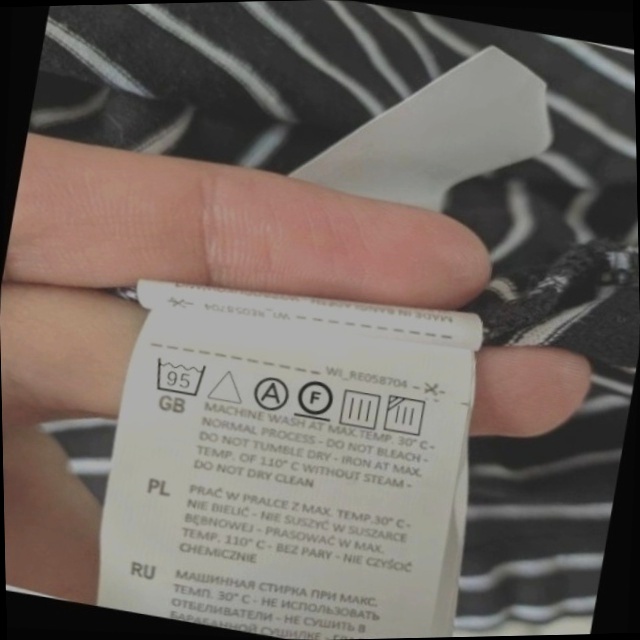 WI_RE058704
WI_RE058704
95 A F
GB MACHINE WASH AT MAX.TEMP. 30° C -
NORMAL PROCESS - DO NOT BLEACH -
DO NOT TUMBLE DRY - IRON AT MAX.
TEMP. OF 110° C WITHOUT STEAM -
DO NOT DRY CLEAN
PL PRAĆ W PRALCE Z MAX. TEMP.30° C -
NIE BIELIĆ - NIE SUSZYĆ W SUSZARCE
BĘBNOWEJ - PRASOWAĆ W MAX.
TEMP. 110° C - BEZ PARY - NIE CZYŚCIĆ
CHEMICZNIE
RU МАШИННАЯ СТИРКА ПРИ МАКС.
ТЕМП. 30° С - НЕ ИСПОЛЬЗОВАТЬ
ОТБЕЛИВАТЕЛИ - НЕ СУШИТЬ В
БАРАБАННОЙ СУШИЛКЕ -